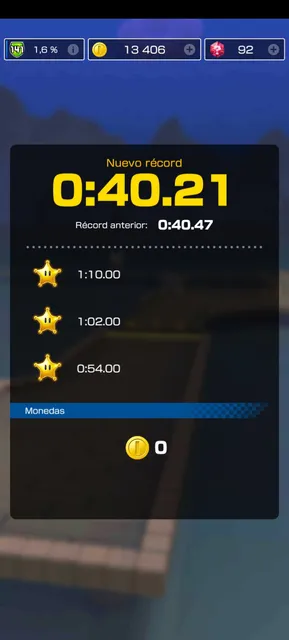 141 1,6 % i 13 406 + 92 +
Nuevo récord
0:40.21
Récord anterior: 0:40.47
1:10.00
1:02.00
0:54.00
Monedas
0